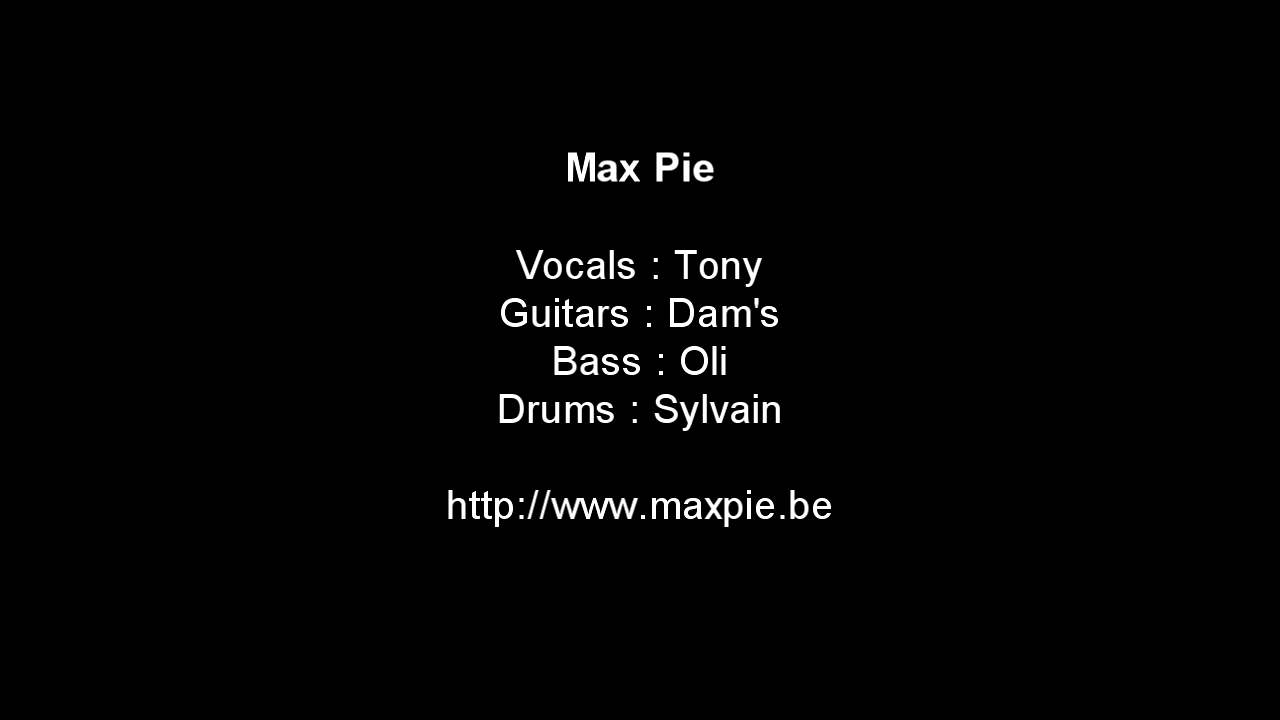 Max Pie
Vocals : Tony
Guitars : Dam's
Bass : Oli
Drums : Sylvain
http://www.maxpie.be